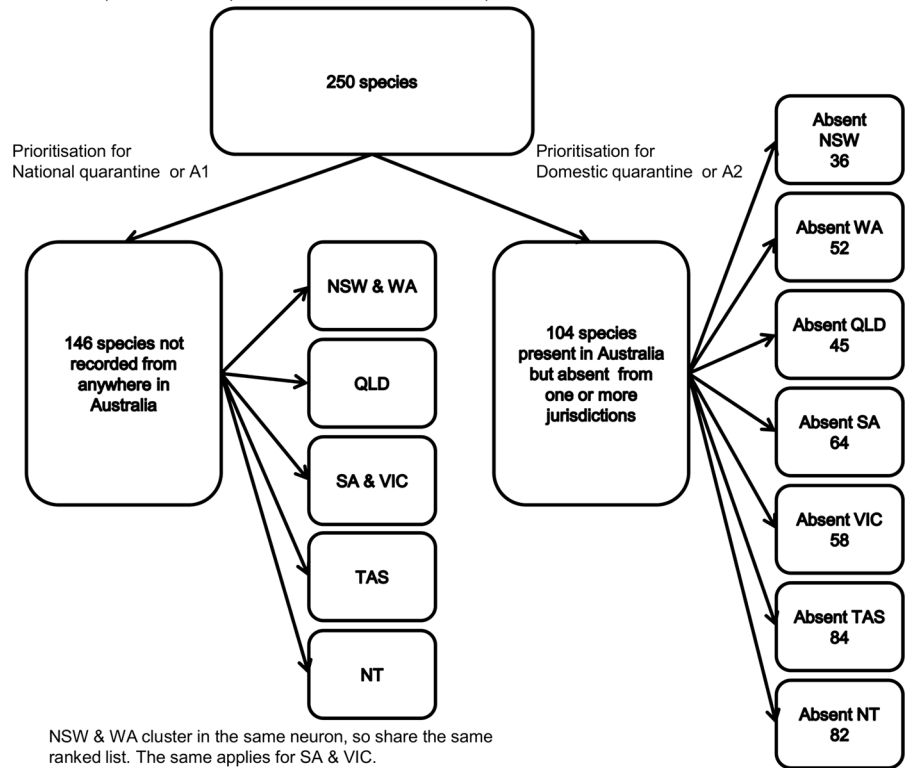 250 species
Prioritisation for
National quarantine or A1
Prioritisation for
Domestic quarantine or A2
146 species not
recorded from
anywhere in
Australia
NSW & WA
QLD
SA & VIC
TAS
NT
104 species
present in Australia
but absent from
one or more
jurisdictions
Absent
NSW
36
Absent WA
52
Absent QLD
45
Absent SA
64
Absent VIC
58
Absent TAS
84
Absent NT
82
NSW & WA cluster in the same neuron, so share the same
ranked list. The same applies for SA & VIC.